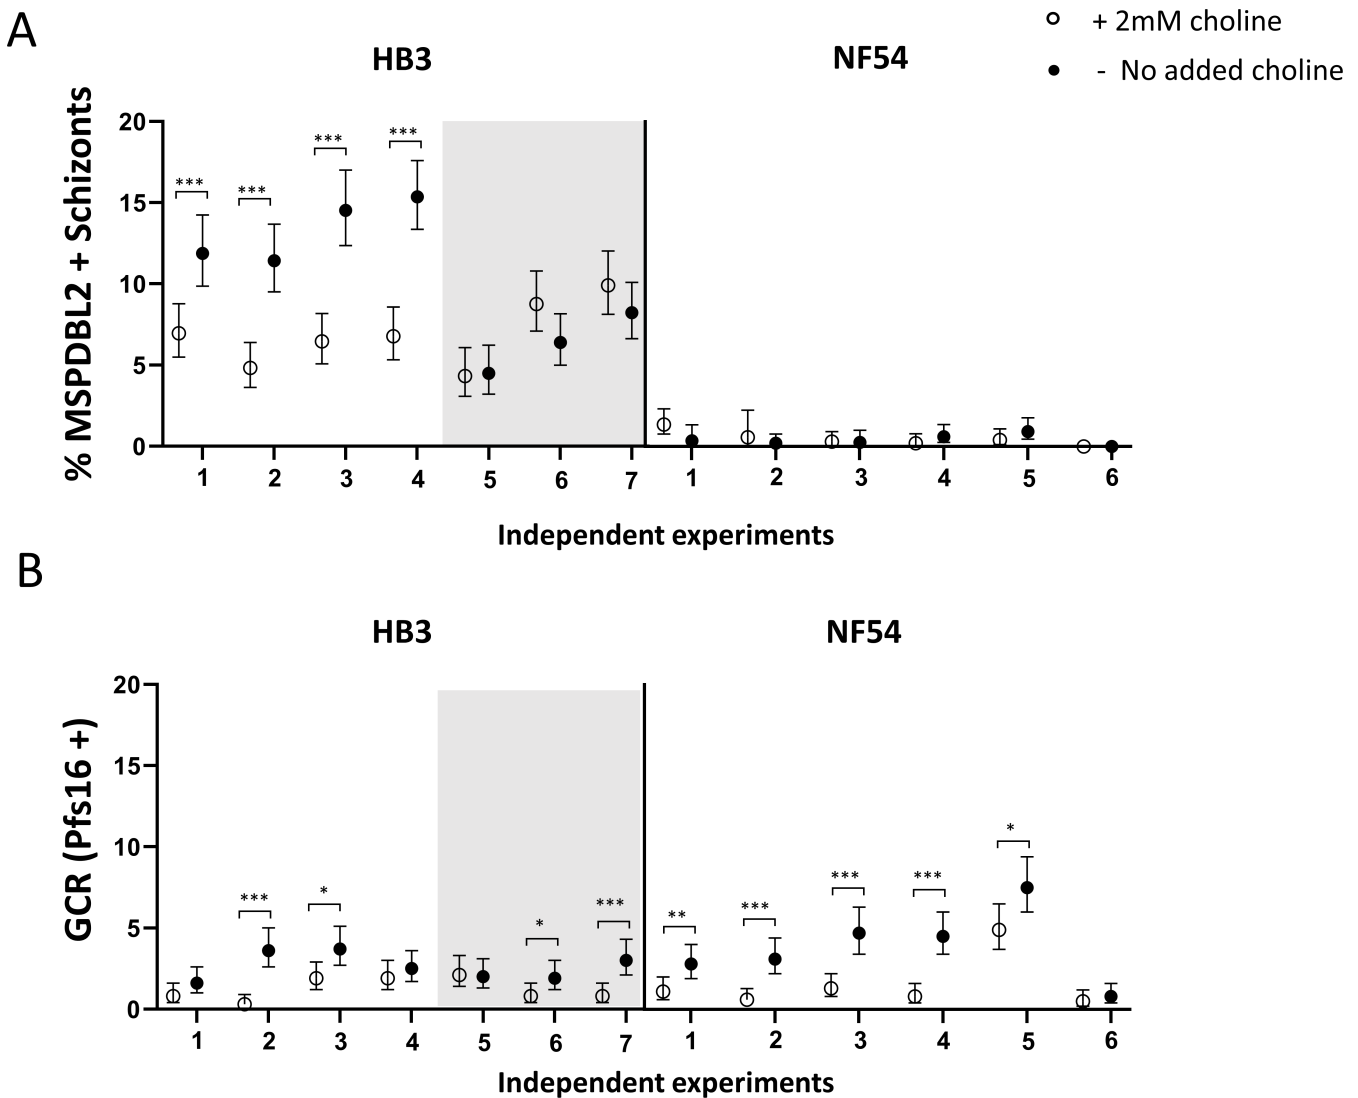 A
+ 2mM choline
- No added choline
HB3 NF54
% MSPDBL2 + Schizonts
20
15
10
5
0
*** *** *** ***
1 2 3 4 5 6 7 1 2 3 4 5 6
Independent experiments
B
HB3 NF54
GCR (Pfs16 +)
20
15
10
5
0
*** * * *** ** *** *** *** *
1 2 3 4 5 6 7 1 2 3 4 5 6
Independent experiments